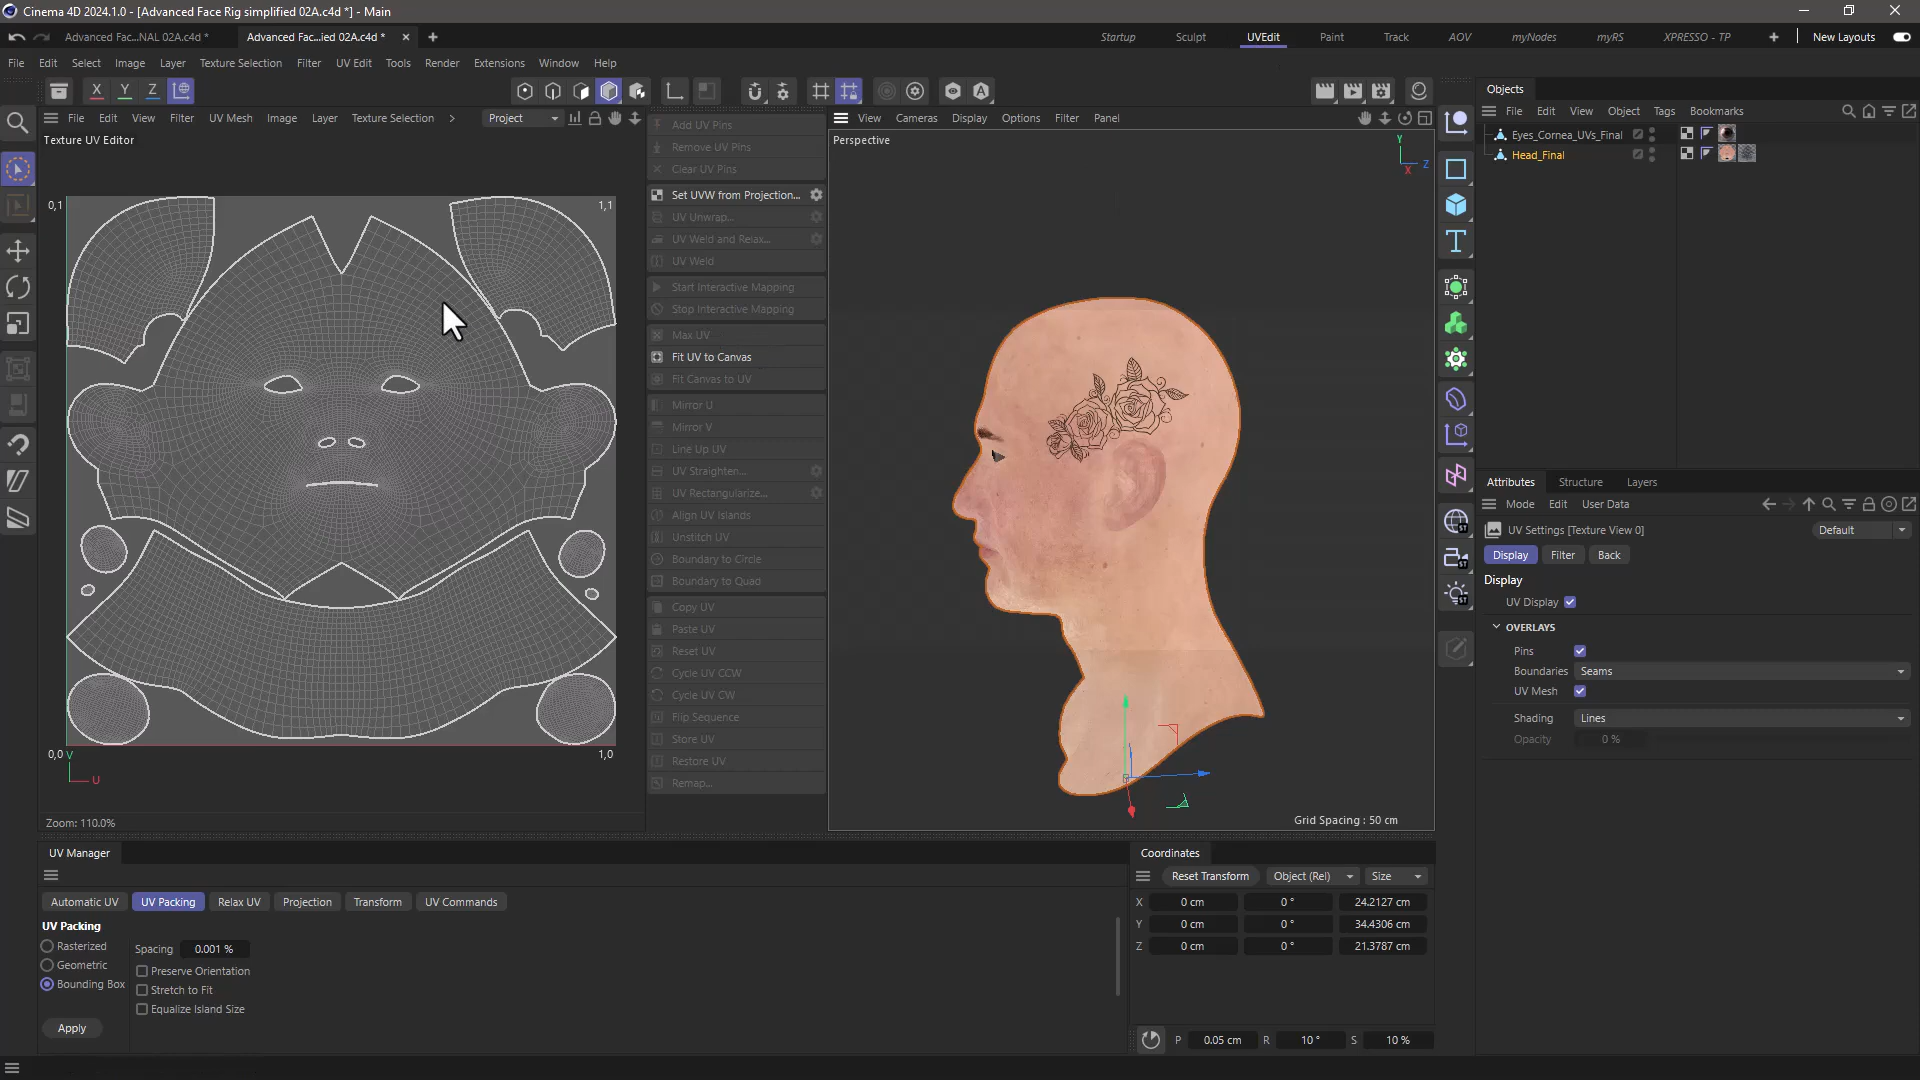 Cinema 4D 2024.1.0 - [Advanced Face Rig simplified 02A.c4d *] - Main
Advanced Fac...NAL 02A.c4d *
Advanced Fac...ied 02A.c4d *
Startup Sculpt UVEdit Paint Track AOV myNodes myRS XPRESSO - TP New Layouts
File Edit Select Layer Image Layer Texture Selection Filter UV Edit Tools Render Extensions Window Help
X Y Z
File Edit View Filter UV Mesh Image Layer Texture Selection Project
Texture UV Editor
0,1
1,1
0,0 V
U
1,0
Zoom: 110.0%
Add UV Pins
Remove UV Pins
Clear UV Pins
Set UVW from Projection...
UV Unwrap...
UV Weld and Relax...
UV Weld
Start Interactive Mapping
Stop Interactive Mapping
Max UV
Fit UV to Canvas
Fit Canvas to UV
Mirror U
Mirror V
Line Up UV
UV Straighten...
UV Rectangularize...
Align UV Islands
Unstitch UV
Boundary to Circle
Boundary to Quad
Copy UV
Paste UV
Reset UV
Cycle UV CCW
Cycle UV CW
Flip Sequence
Store UV
Restore UV
Remap...
View Cameras Display Options Filter Panel
Perspective
Y
Z
X
Grid Spacing : 50 cm
T
ST
ST
ST
Objects
File Edit View Object Tags Bookmarks
Eyes_Cornea_UVs_Final
Head_Final
Attributes Structure Layers
Mode Edit User Data
UV Settings [Texture View 0] Default
Display Filter Back
Display
UV Display
OVERLAYS
Pins
Boundaries Seams
UV Mesh
Shading Lines
Opacity 0 %
UV Manager
Automatic UV UV Packing Relax UV Projection Transform UV Commands
UV Packing
Rasterized
Geometric
Bounding Box
Spacing 0.001 %
Preserve Orientation
Stretch to Fit
Equalize Island Size
Apply
Coordinates
Reset Transform Object (Rel) Size
X 0 cm 0 ° 24.2127 cm
Y 0 cm 0 ° 34.4306 cm
Z 0 cm 0 ° 21.3787 cm
P 0.05 cm R 10 ° S 10 %